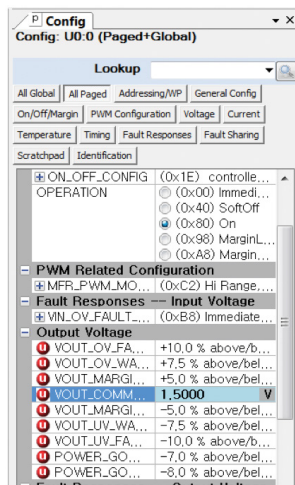 P Config
Config: U0:0 (Paged+Global)
Lookup
All Global All Paged Addressing/WP General Config
On/Off/Margin PWM Configuration Voltage Current
Temperature Timing Fault Responses Fault Sharing
Scratchpad Identification
ON_OFF_CONFIG (0x1E) controlle...
OPERATION (0x00) Immedi...
(0x40) SoftOff
(0x80) On
(0x98) MarginL...
(0xA8) Margin...
PWM Related Configuration
MFR_PWM_MO... (0xC2) Hi Range,...
Fault Responses -- Input Voltage
VIN_OV_FAULT_... (0xB8) Immediate...
Output Voltage
u VOUT_OV_FA... +10,0 % above/b...
u VOUT_OV_WA... +7,5 % above/bel...
u VOUT_MARGI... +5,0 % above/bel...
u VOUT_COMM... 1,5000 V
u VOUT_MARGI... -5,0 % above/bel...
u VOUT_UV_WA... -7,5 % above/bel...
u VOUT_UV_FA... -10,0 % above/b...
u POWER_GO... -7,0 % above/bel...
u POWER_GO... -8,0 % above/bel...